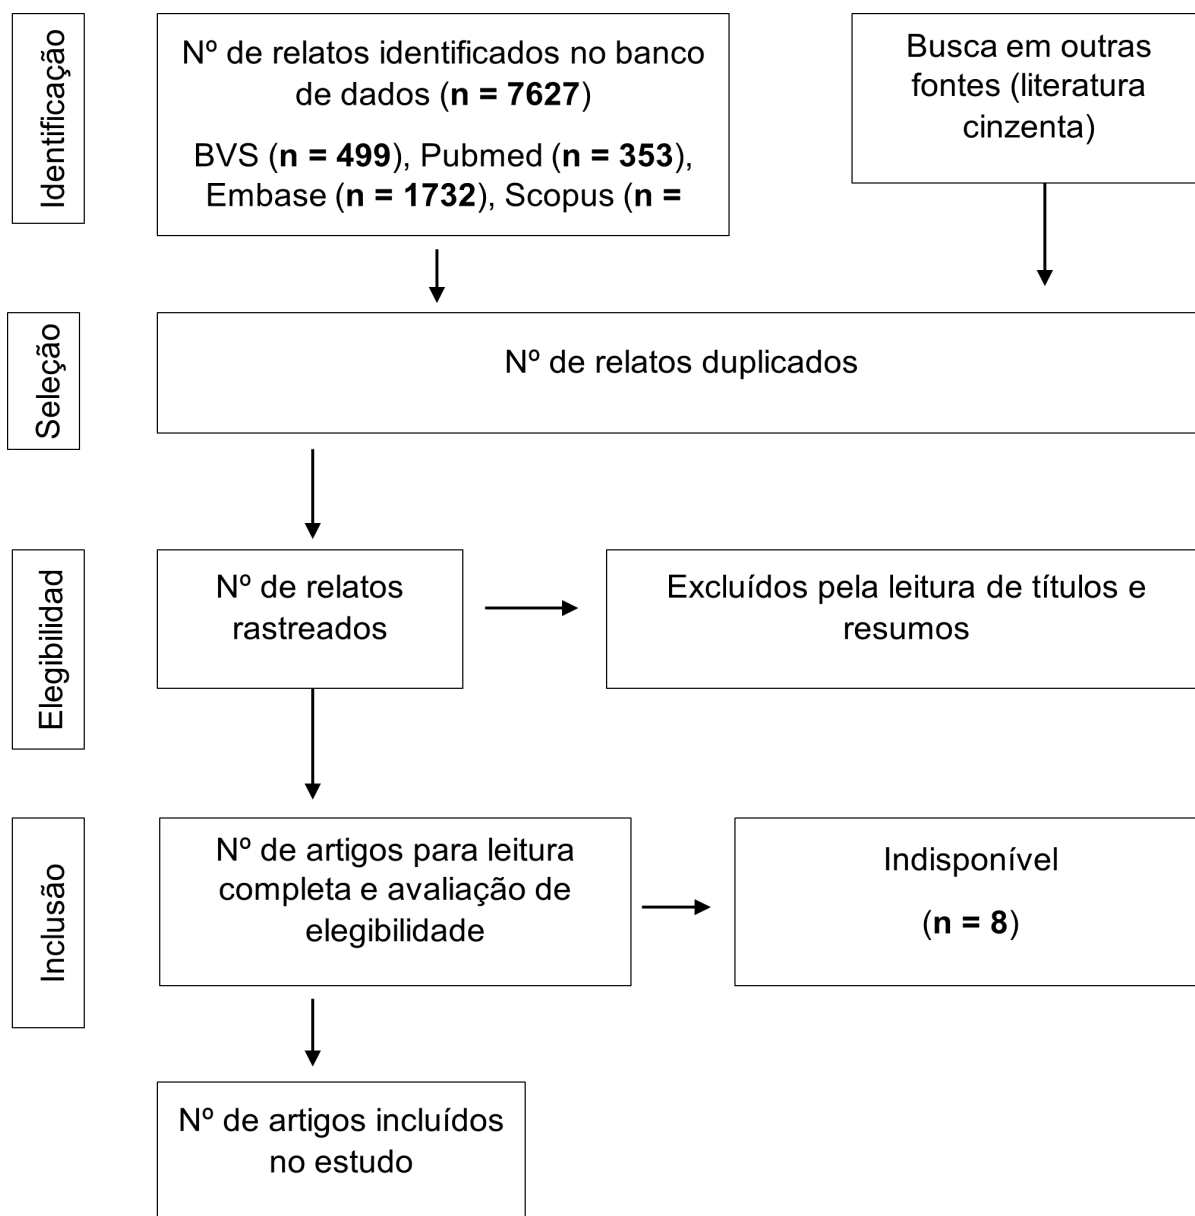 Identificação
Nº de relatos identificados no banco
de dados (n = 7627)
BVS (n = 499), Pubmed (n = 353),
Embase (n = 1732), Scopus (n =
Busca em outras
fontes (literatura
cinzenta)
Seleção
Nº de relatos duplicados
Elegibilidad
Nº de relatos
rastreados
Excluídos pela leitura de títulos e
resumos
Inclusão
Nº de artigos para leitura
completa e avaliação de
elegibilidade
Indisponível
(n = 8)
Nº de artigos incluídos
no estudo